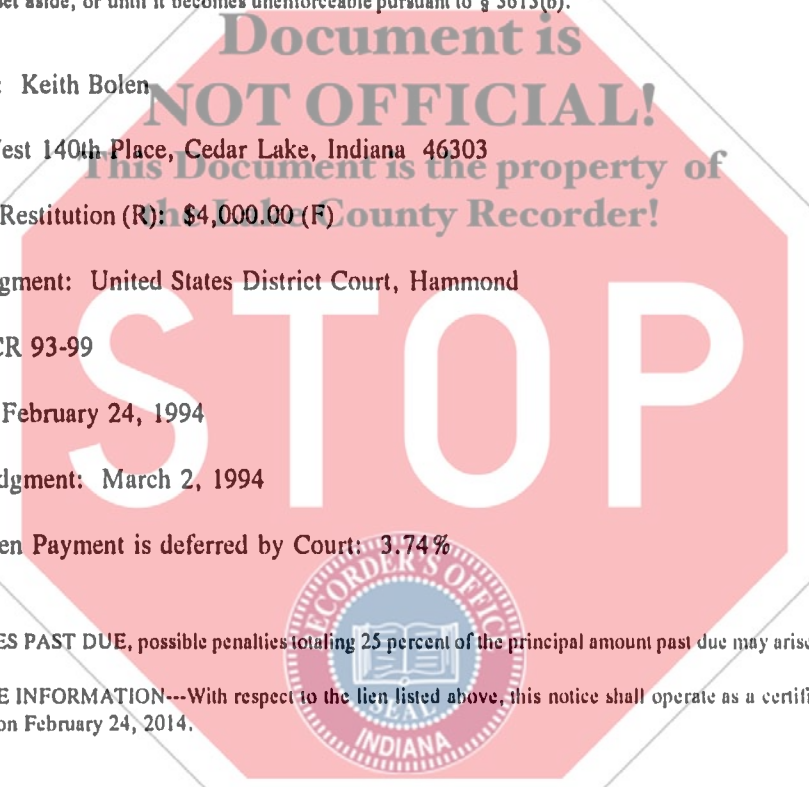 set aside, or until it becomes unenforceable pursuant to § 3613(b).
Document is
: Keith Bolen
NOT OFFICIAL!
est 140th Place, Cedar Lake, Indiana 46303
This Document is the property of
Restitution (R): $4,000.00 (F)
the Lake County Recorder!
gment: United States District Court, Hammond
STOP
CR 93-99
February 24, 1994
dgment: March 2, 1994
en Payment is deferred by Court: 3.74%
RECORDER'S OFFICE
ES PAST DUE, possible penalties totaling 25 percent of the principal amount past due may arise
E INFORMATION---With respect to the lien listed above, this notice shall operate as a certifi
SEAL
on February 24, 2014.
INDIANA